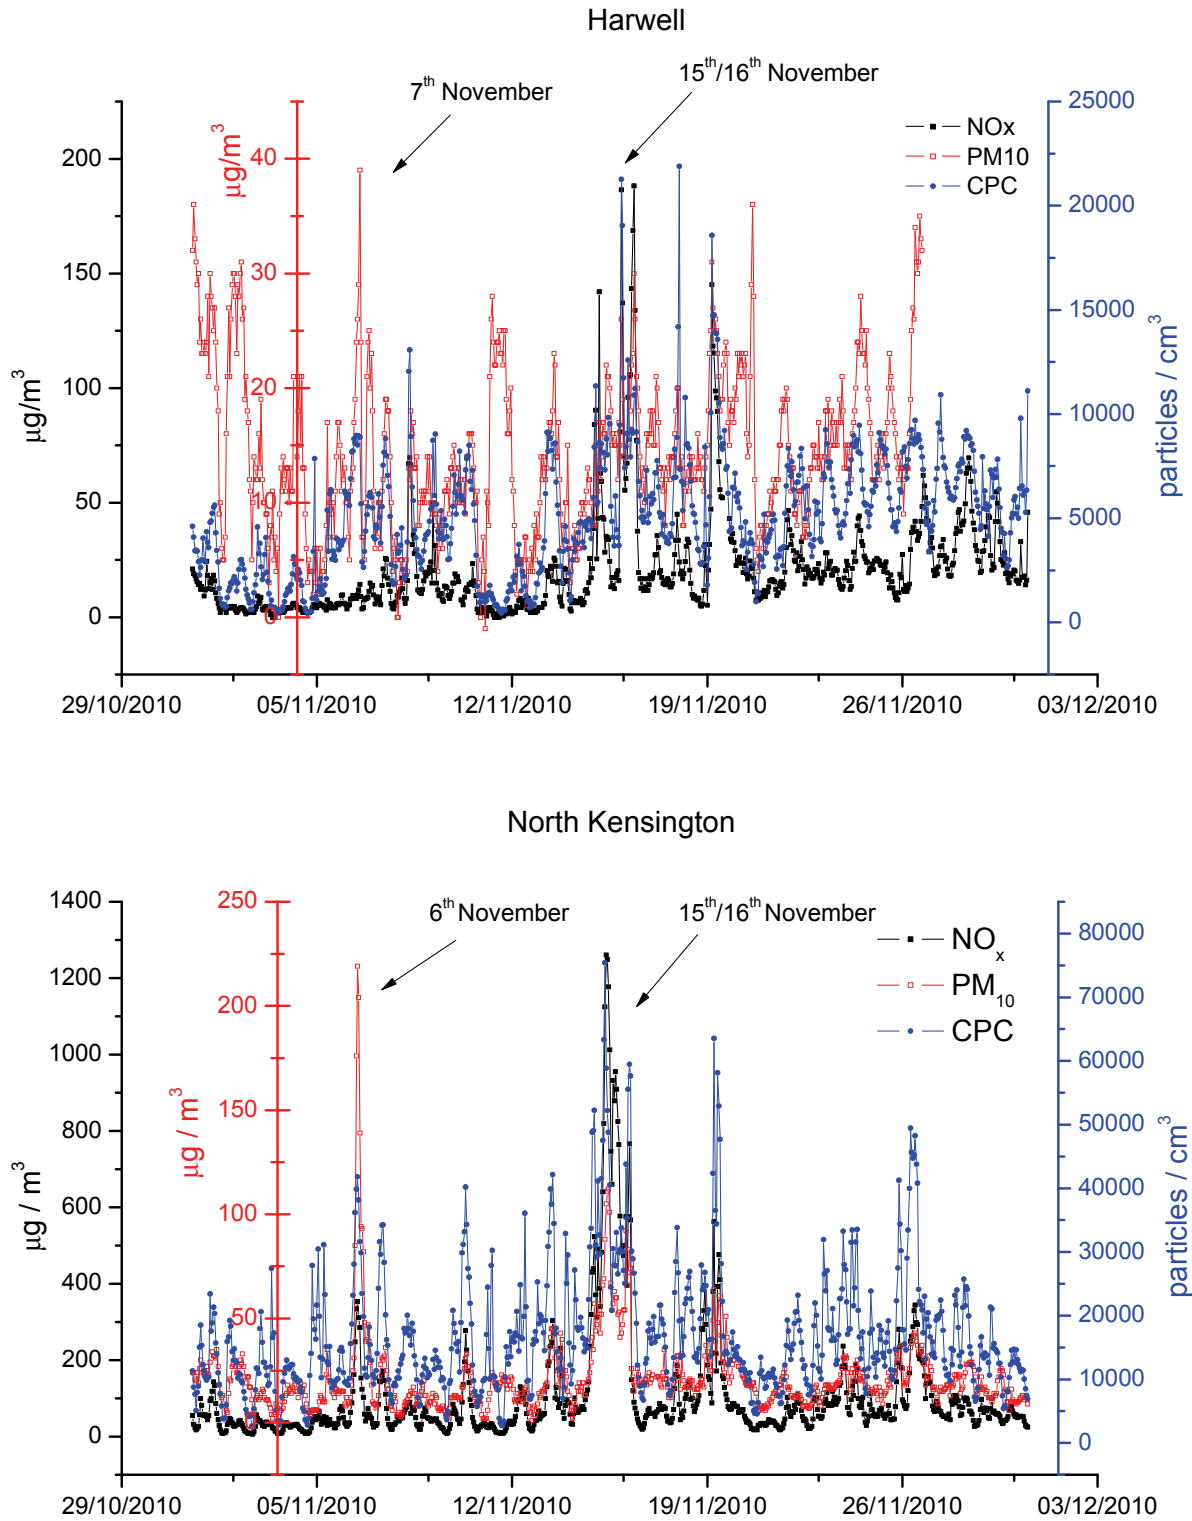 Harwell
7th November
15th/16th November
NOx
PM10
CPC
µg/m3
200
150
100
50
0
µg/m3
40
30
20
10
0
25000
20000
15000
10000
5000
0
particles / cm3
29/10/2010 05/11/2010 12/11/2010 19/11/2010 26/11/2010 03/12/2010
North Kensington
6th November
15th/16th November
NOx
PM10
CPC
µg / m3
1400
1200
1000
800
600
400
200
0
µg / m3
250
200
150
100
50
0
80000
70000
60000
50000
40000
30000
20000
10000
0
particles / cm3
29/10/2010 05/11/2010 12/11/2010 19/11/2010 26/11/2010 03/12/2010